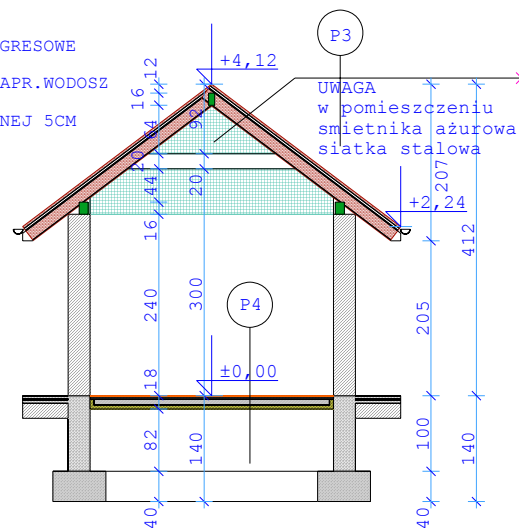 GRESOWE
APR.WODOSZ
NEJ 5CM
P3
+4,12
UWAGA
w pomieszczeniu
smietnika ażurowa
siatka stalowa
+2,24
P4
±0,00
12
16
64
20
44
16
240
18
82
40
92
20
300
140
207
205
100
40
412
140